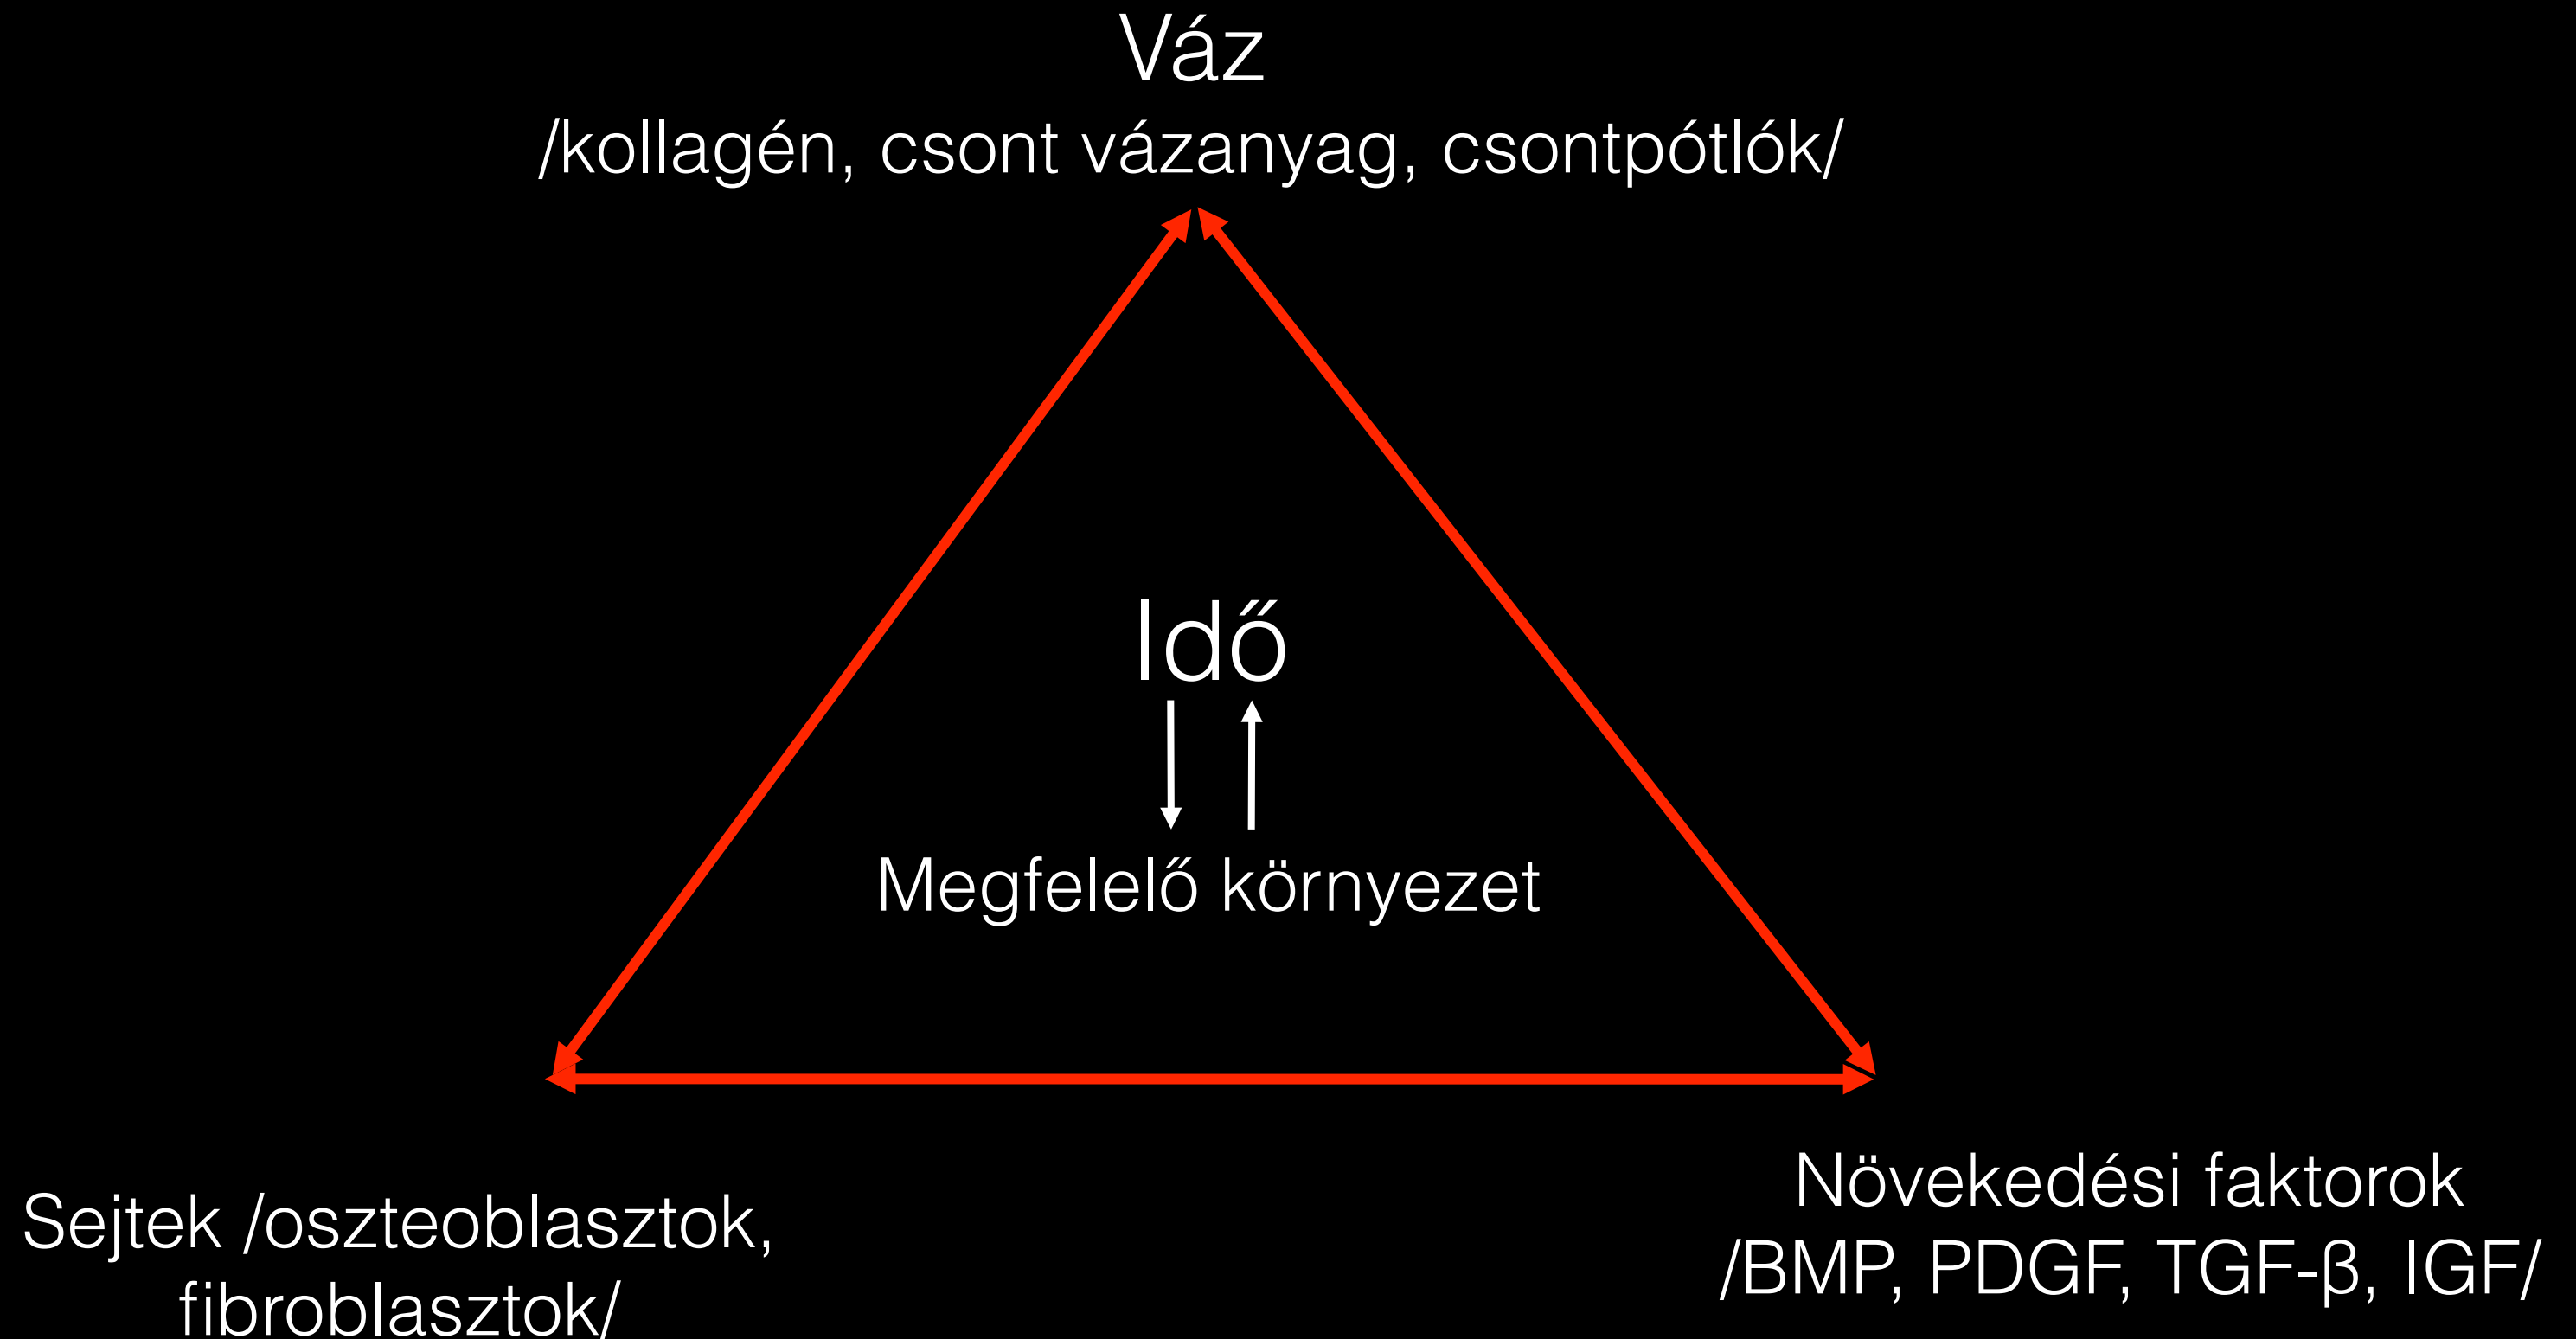 Váz
/kollagén, csont vázanyag, csontpótlók/
Idő
Megfelelő környezet
Sejtek /oszteoblasztok,
fibroblasztok/
Növekedési faktorok
/BMP, PDGF, TGF-β, IGF/